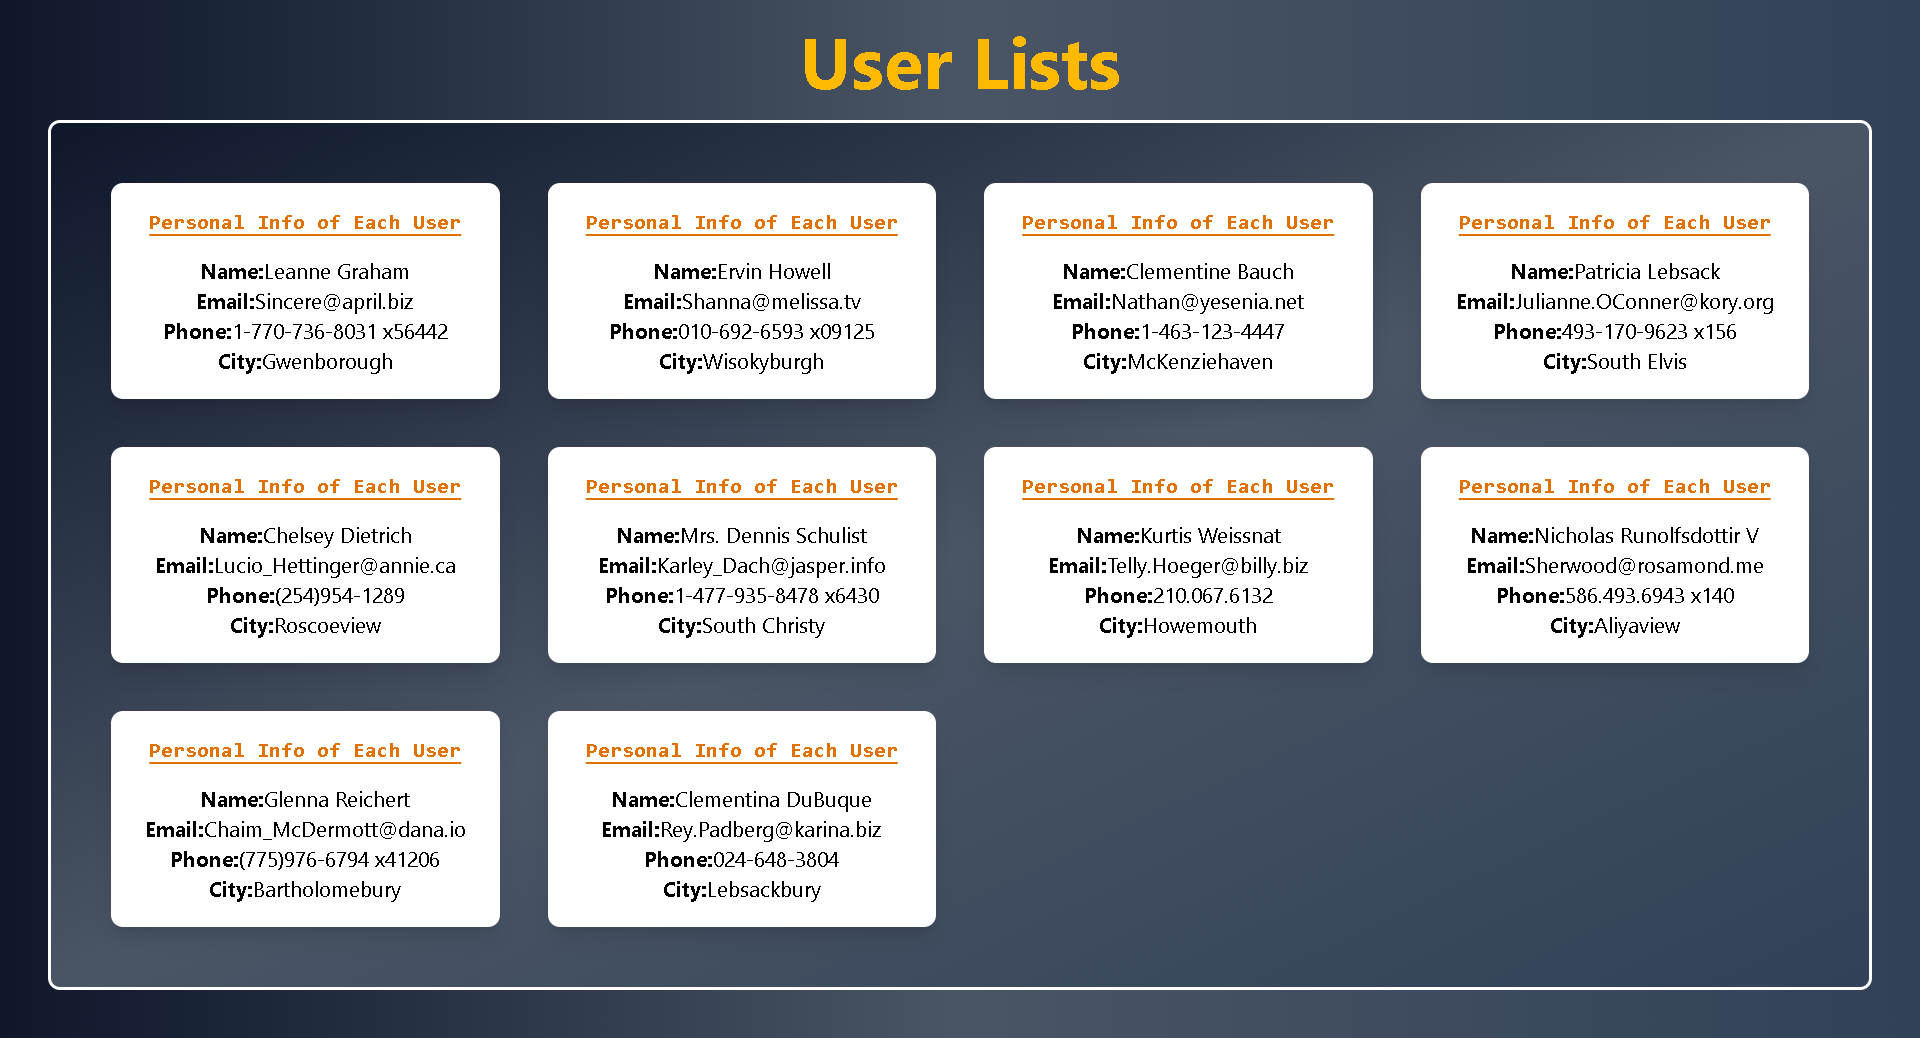 User Lists
Personal Info of Each User
Name:Leanne Graham
Email:Sincere@april.biz
Phone:1-770-736-8031 x56442
City:Gwenborough
Personal Info of Each User
Name:Ervin Howell
Email:Shanna@melissa.tv
Phone:010-692-6593 x09125
City:Wisokyburgh
Personal Info of Each User
Name:Clementine Bauch
Email:Nathan@yesenia.net
Phone:1-463-123-4447
City:McKenziehaven
Personal Info of Each User
Name:Patricia Lebsack
Email:Julianne.OConner@kory.org
Phone:493-170-9623 x156
City:South Elvis
Personal Info of Each User
Name:Chelsey Dietrich
Email:Lucio_Hettinger@annie.ca
Phone:(254)954-1289
City:Roscoeview
Personal Info of Each User
Name:Mrs. Dennis Schulist
Email:Karley_Dach@jasper.info
Phone:1-477-935-8478 x6430
City:South Christy
Personal Info of Each User
Name:Kurtis Weissnat
Email:Telly.Hoeger@billy.biz
Phone:210.067.6132
City:Howemouth
Personal Info of Each User
Name:Nicholas Runolfsdottir V
Email:Sherwood@rosamond.me
Phone:586.493.6943 x140
City:Aliyaview
Personal Info of Each User
Name:Glenna Reichert
Email:Chaim_McDermott@dana.io
Phone:(775)976-6794 x41206
City:Bartholomebury
Personal Info of Each User
Name:Clementina DuBuque
Email:Rey.Padberg@karina.biz
Phone:024-648-3804
City:Lebsackbury